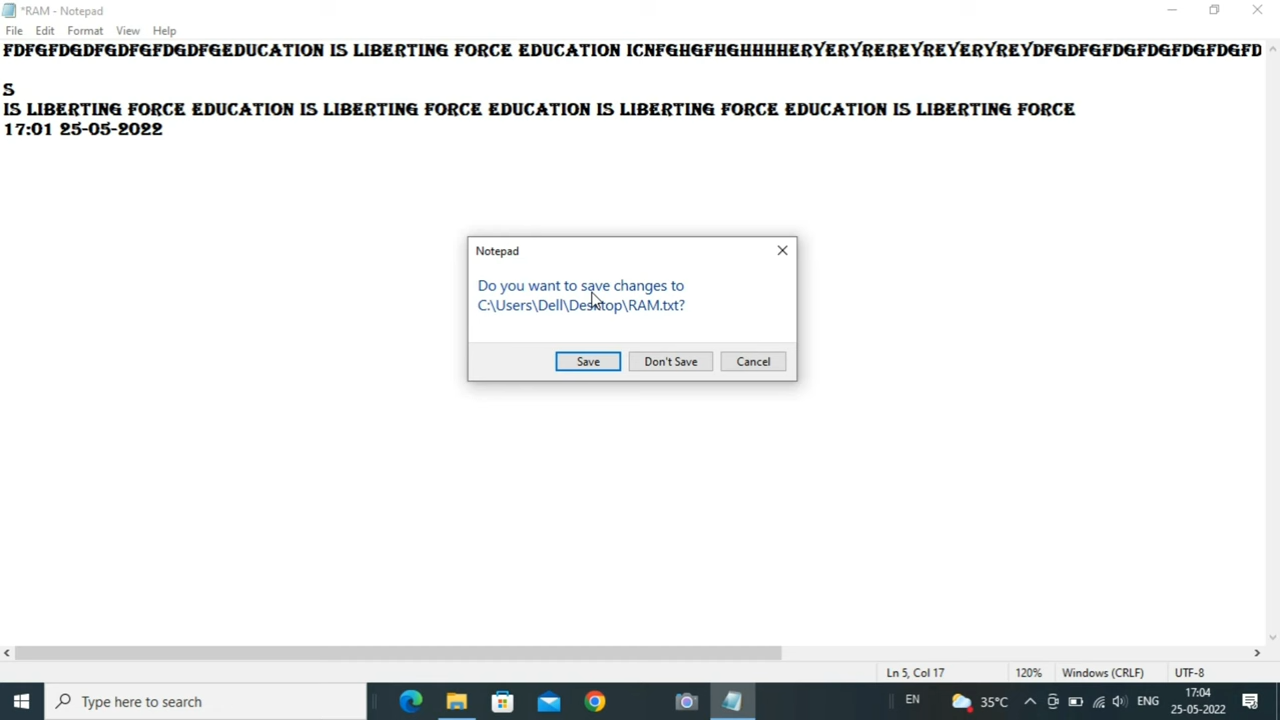 *RAM - Notepad
File Edit Format View Help
FDFGFDGDFGDFGFDGDFGEDUCATION IS LIBERTING FORCE EDUCATION ICNFGHGFHGHHHHERYERYREREYREYERYREYDFGDFGFDGFDGFDGFDGFD
S
IS LIBERTING FORCE EDUCATION IS LIBERTING FORCE EDUCATION IS LIBERTING FORCE EDUCATION IS LIBERTING FORCE
17:01 25-05-2022
Notepad
Do you want to save changes to
C:\Users\Dell\Desktop\RAM.txt?
Save Don't Save Cancel
Ln 5, Col 17 120% Windows (CRLF) UTF-8
Type here to search
EN 35°C ENG 17:04
25-05-2022